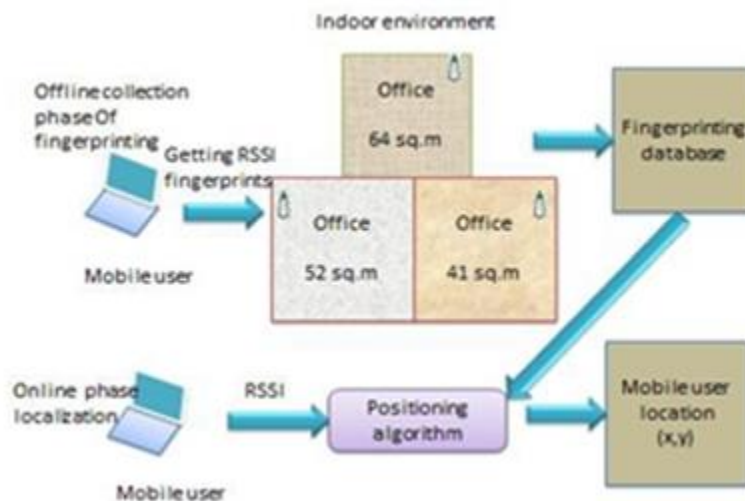 Indoor environment
Offline collection
phase Of
fingerprinting
Getting RSSI
fingerprints
Mobile user
Office
64 sq.m
Office
52 sq.m
Office
41 sq.m
Fingerprinting
database
Online phase
localization
RSSI
Mobile user
Positioning
algorithm
Mobile user
location
(x,y)